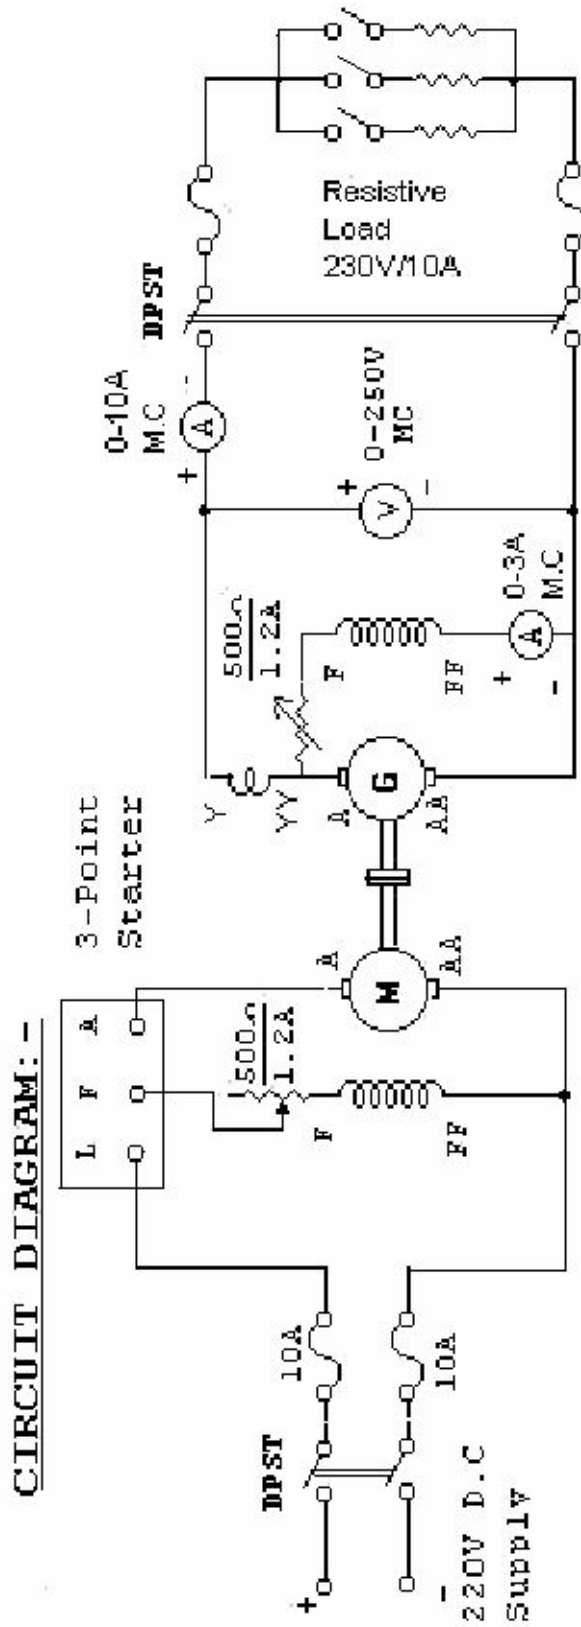 CIRCUIT DIAGRAM:-
3-Point
Starter
L F A
500Ω
1.2A
F
FF
A
M
AA
10A
10A
DPST
+
-
220V D.C
Supply
Y
YY
A
G
AA
500Ω
1.2A
F
FF
+
A
-
0-3A
M.C
+
V
-
0-250V
MC
0-10A
M.C
+
A
-
DPST
Resistive
Load
230V/10A